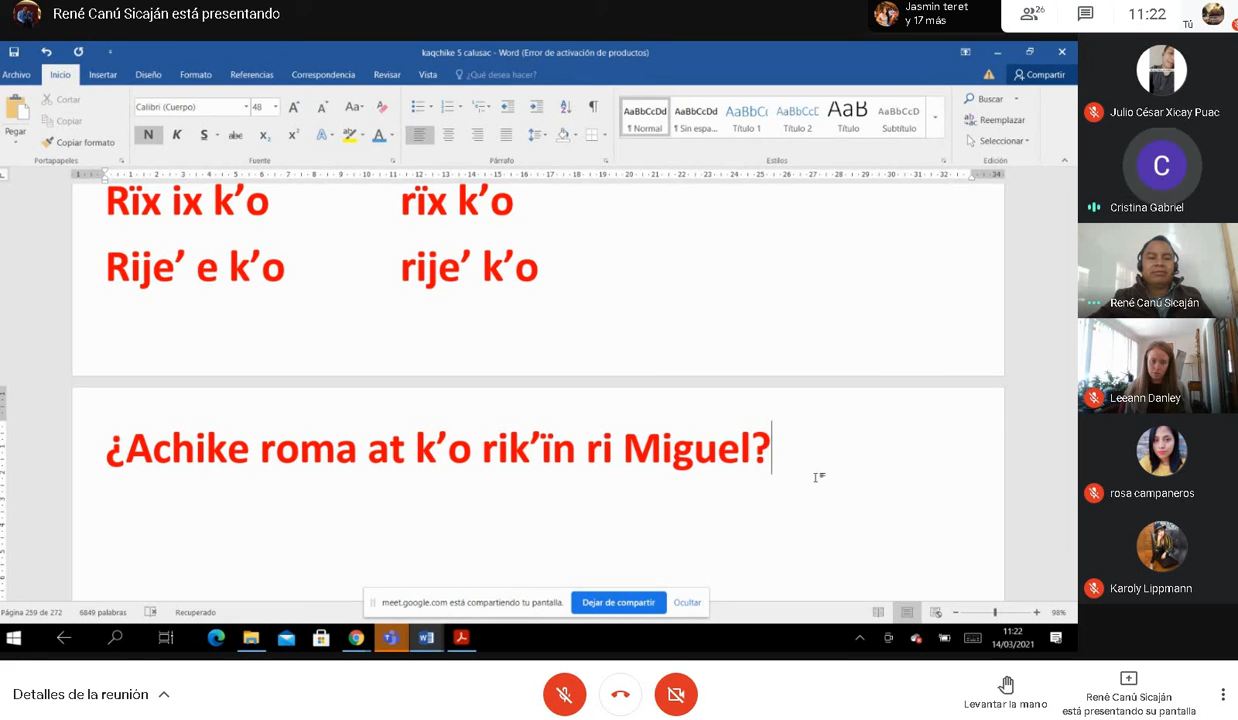 René Canú Sicaján está presentando
Jasmin teret
y 17 más
26
11:22
Tú
kaqchike 5 calusac - Word (Error de activación de productos)
Archivo Inicio Insertar Diseño Formato Referencias Correspondencia Revisar Vista ¿Qué desea hacer? Compartir
Pegar
Cortar
Copiar
Copiar formato
Portapapeles
Calibri (Cuerpo) 48
N K S abc x₂ x²
Fuente
Párrafo
AaBbCcDd AaBbCcDd AaBbCc AaBbCcC AaB AaBbCcD
¶ Normal ¶ Sin espa... Título 1 Título 2 Título Subtítulo
Estilos
Buscar
Reemplazar
Seleccionar
Edición
Rïx ix k’o rïx k’o
Rije’ e k’o rije’ k’o
¿Achike roma at k’o rik’ïn ri Miguel?
meet.google.com está compartiendo tu pantalla. Dejar de compartir Ocultar
Página 259 de 272 6849 palabras Recuperado 98%
11:22
14/03/2021
Julio César Xicay Puac
C
Cristina Gabriel
René Canú Sicaján
Leeann Danley
rosa campaneros
Karoly Lippmann
Detalles de la reunión
Levantar la mano
René Canú Sicaján
está presentando su pantalla